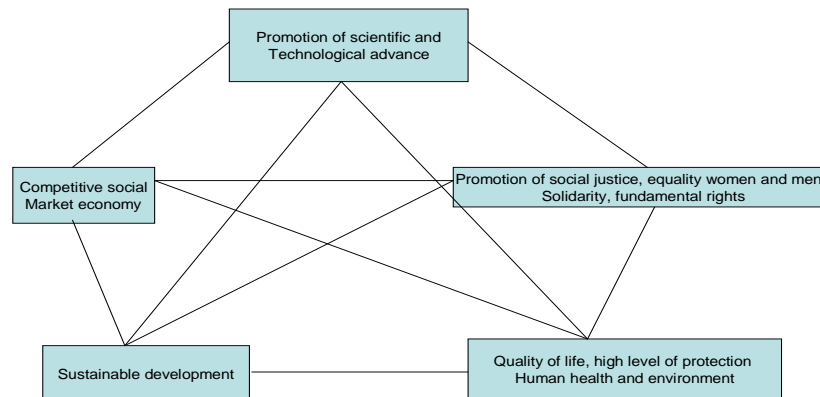 Promotion of scientific and
Technological advance
Competitive social
Market economy
Promotion of social justice, equality women and men
Solidarity, fundamental rights
Sustainable development
Quality of life, high level of protection
Human health and environment